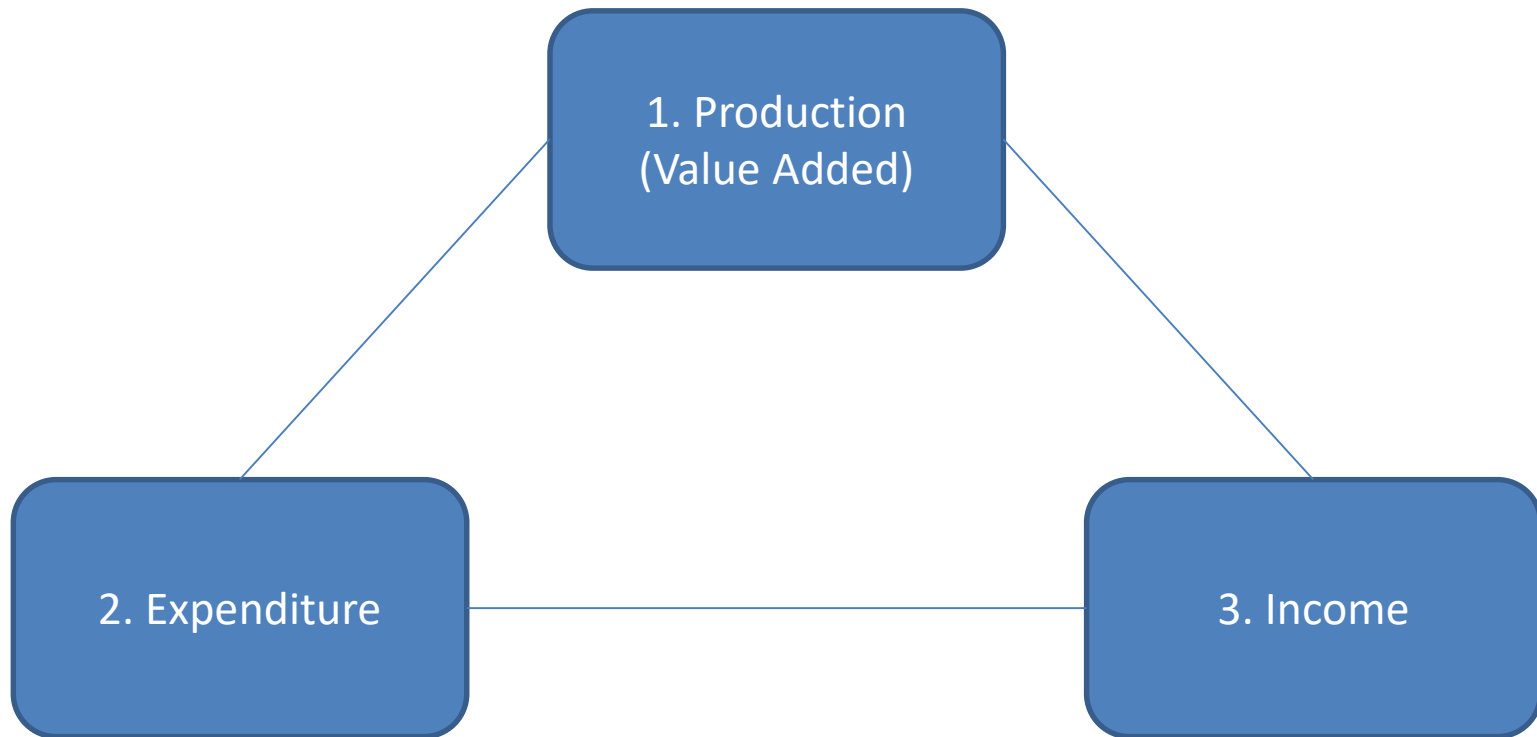 1. Production
(Value Added)
2. Expenditure
3. Income